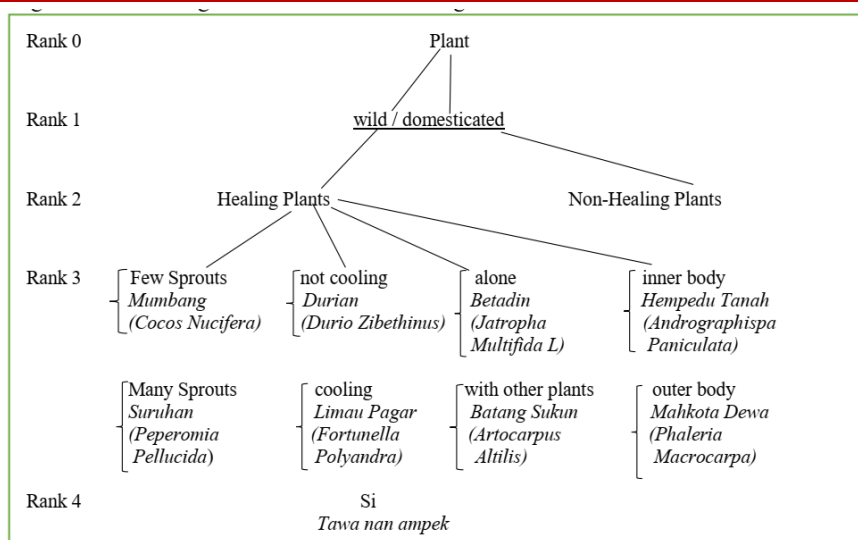 Rank 0 Plant
Rank 1 wild / domesticated
Rank 2 Healing Plants Non-Healing Plants
Rank 3 Few Sprouts not cooling alone inner body
Mumbang Durian Betadin Hempedu Tanah
(Cocos Nucifera) (Durio Zibethinus) (Jatropha (Andrographispa
Multifida L) Paniculata)
Many Sprouts cooling with other plants outer body
Suruhan Limau Pagar Batang Sukun Mahkota Dewa
(Peperomia (Fortunella (Artocarpus (Phaleria
Pellucida) Polyandra) Altilis) Macrocarpa)
Rank 4 Si
Tawa nan ampek